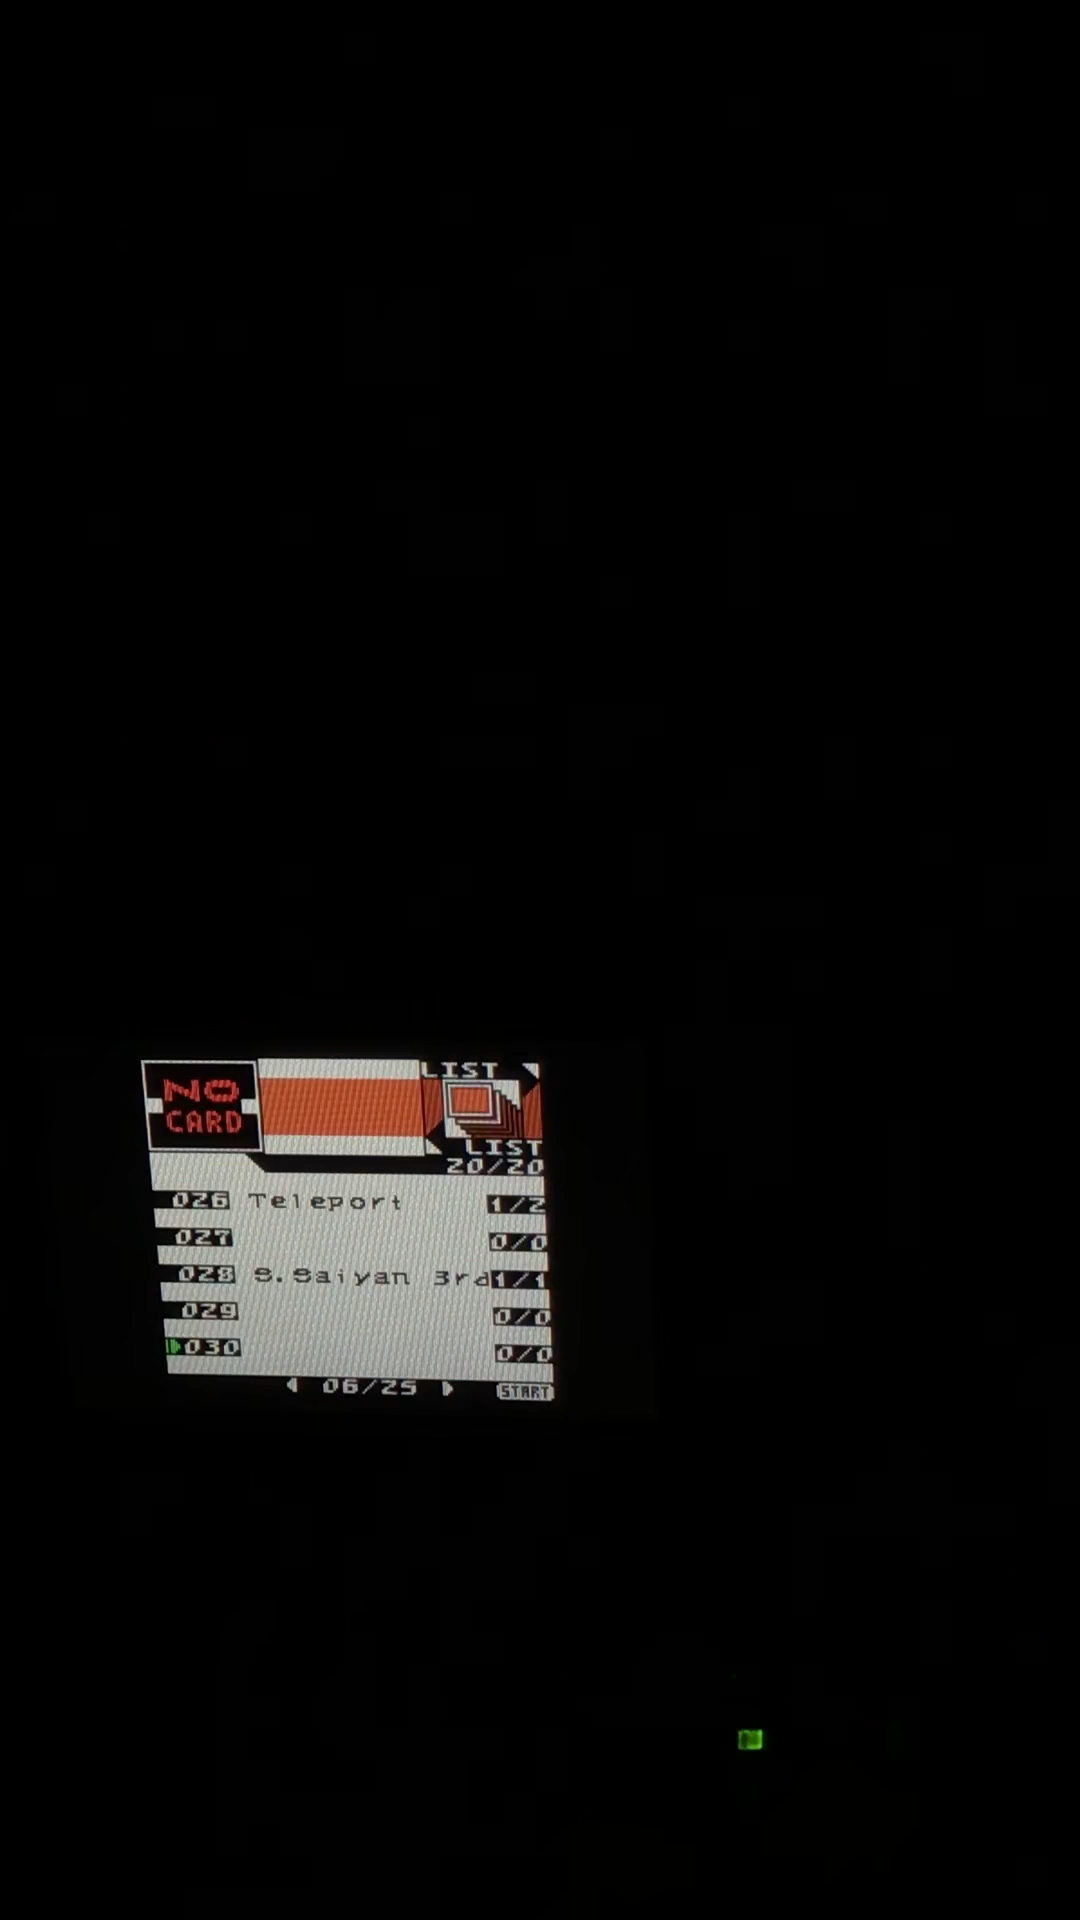 NO
CARD
LIST
LIST
20/20
026 Teleport 1/2
027 0/0
028 S.Saiyan 3rd 1/1
029 0/0
030 0/0
06/25 START